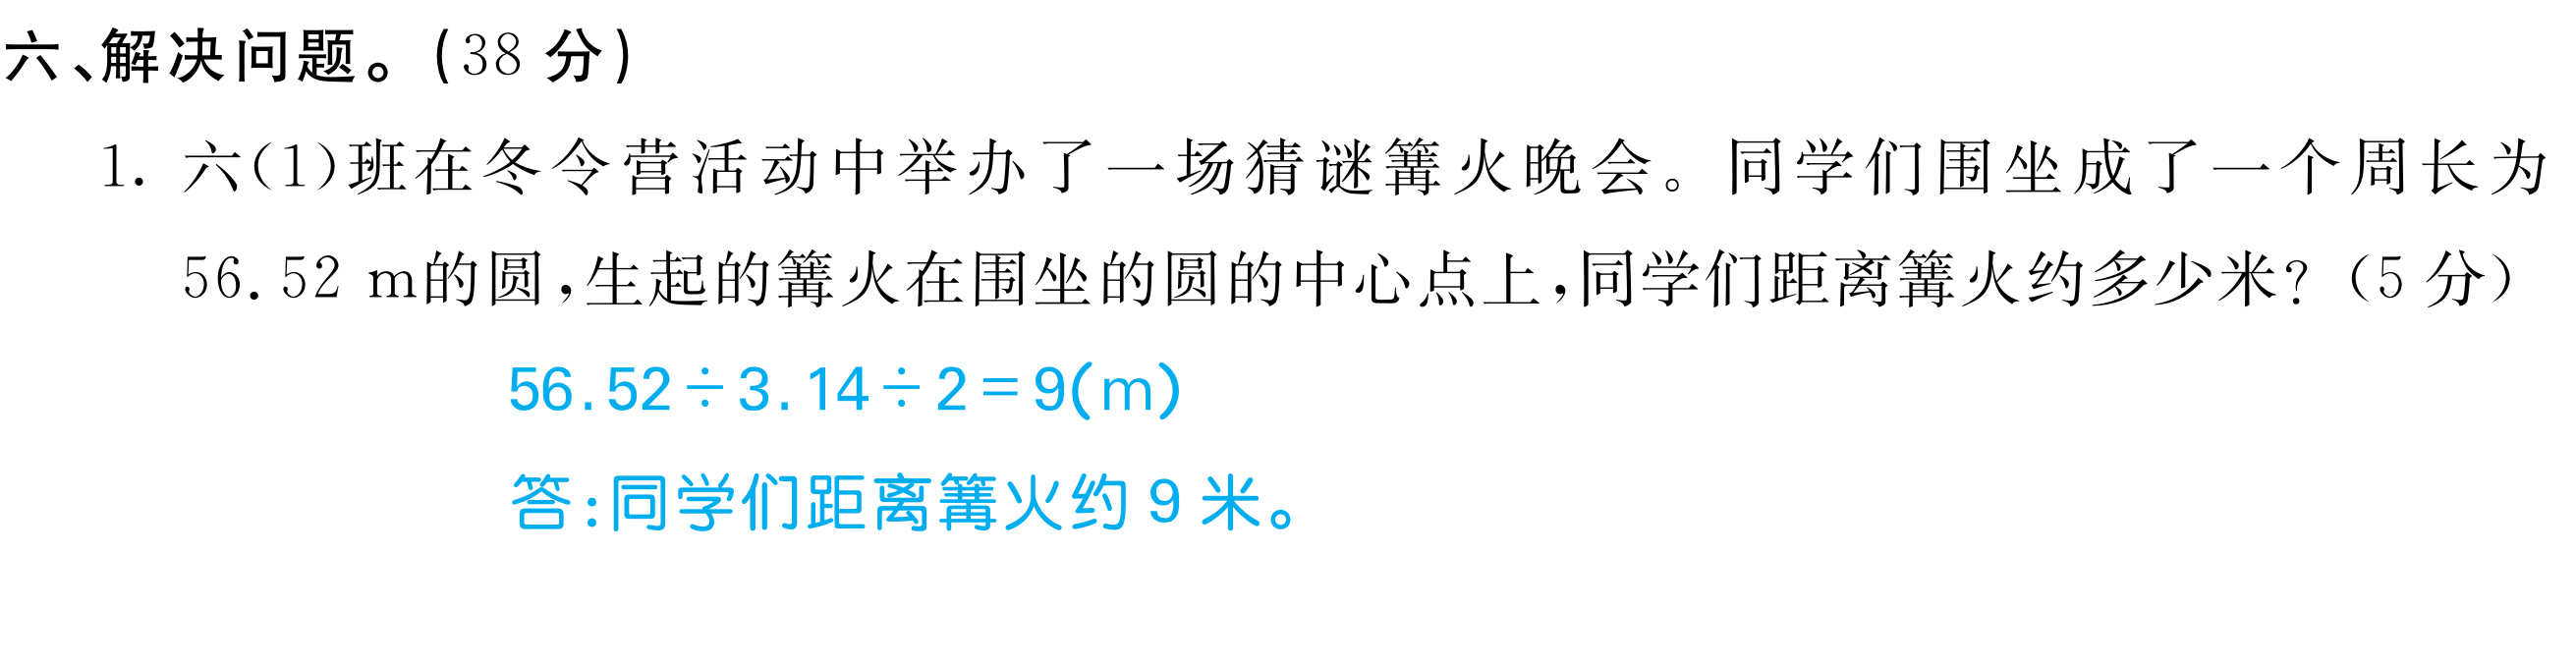 六、解决问题。(38 分)
1. 六(1)班在冬令营活动中举办了一场猜谜篝火晚会。同学们围坐成了一个周长为
56.52 m的圆,生起的篝火在围坐的圆的中心点上,同学们距离篝火约多少米?(5 分)
56.52÷3.14÷2=9(m)
答:同学们距离篝火约 9 米。